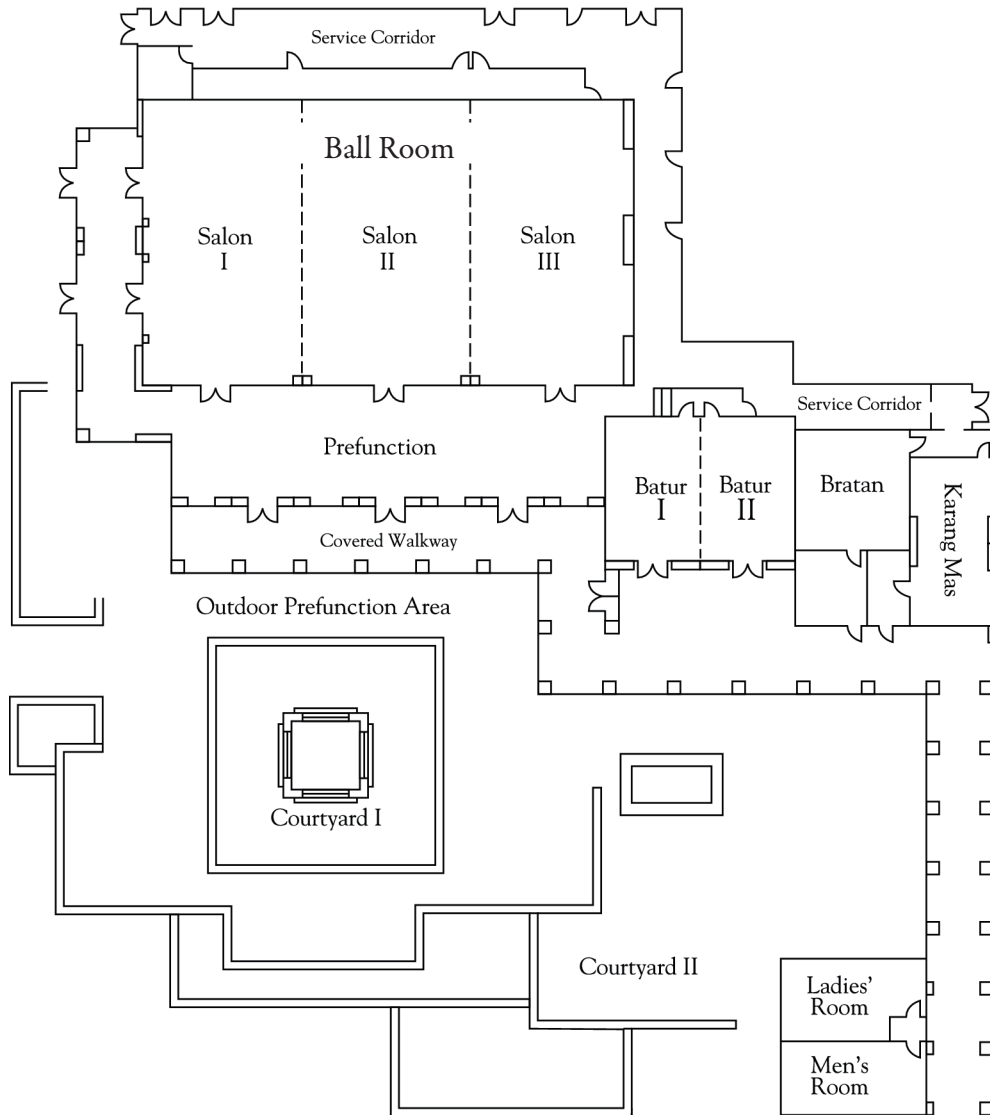 Service Corridor
Ball Room
Salon
I
Salon
II
Salon
III
Service Corridor
Prefunction
Batur
I
Batur
II
Bratan
Karang Mas
Covered Walkway
Outdoor Prefunction Area
Courtyard I
Courtyard II
Ladies'
Room
Men's
Room